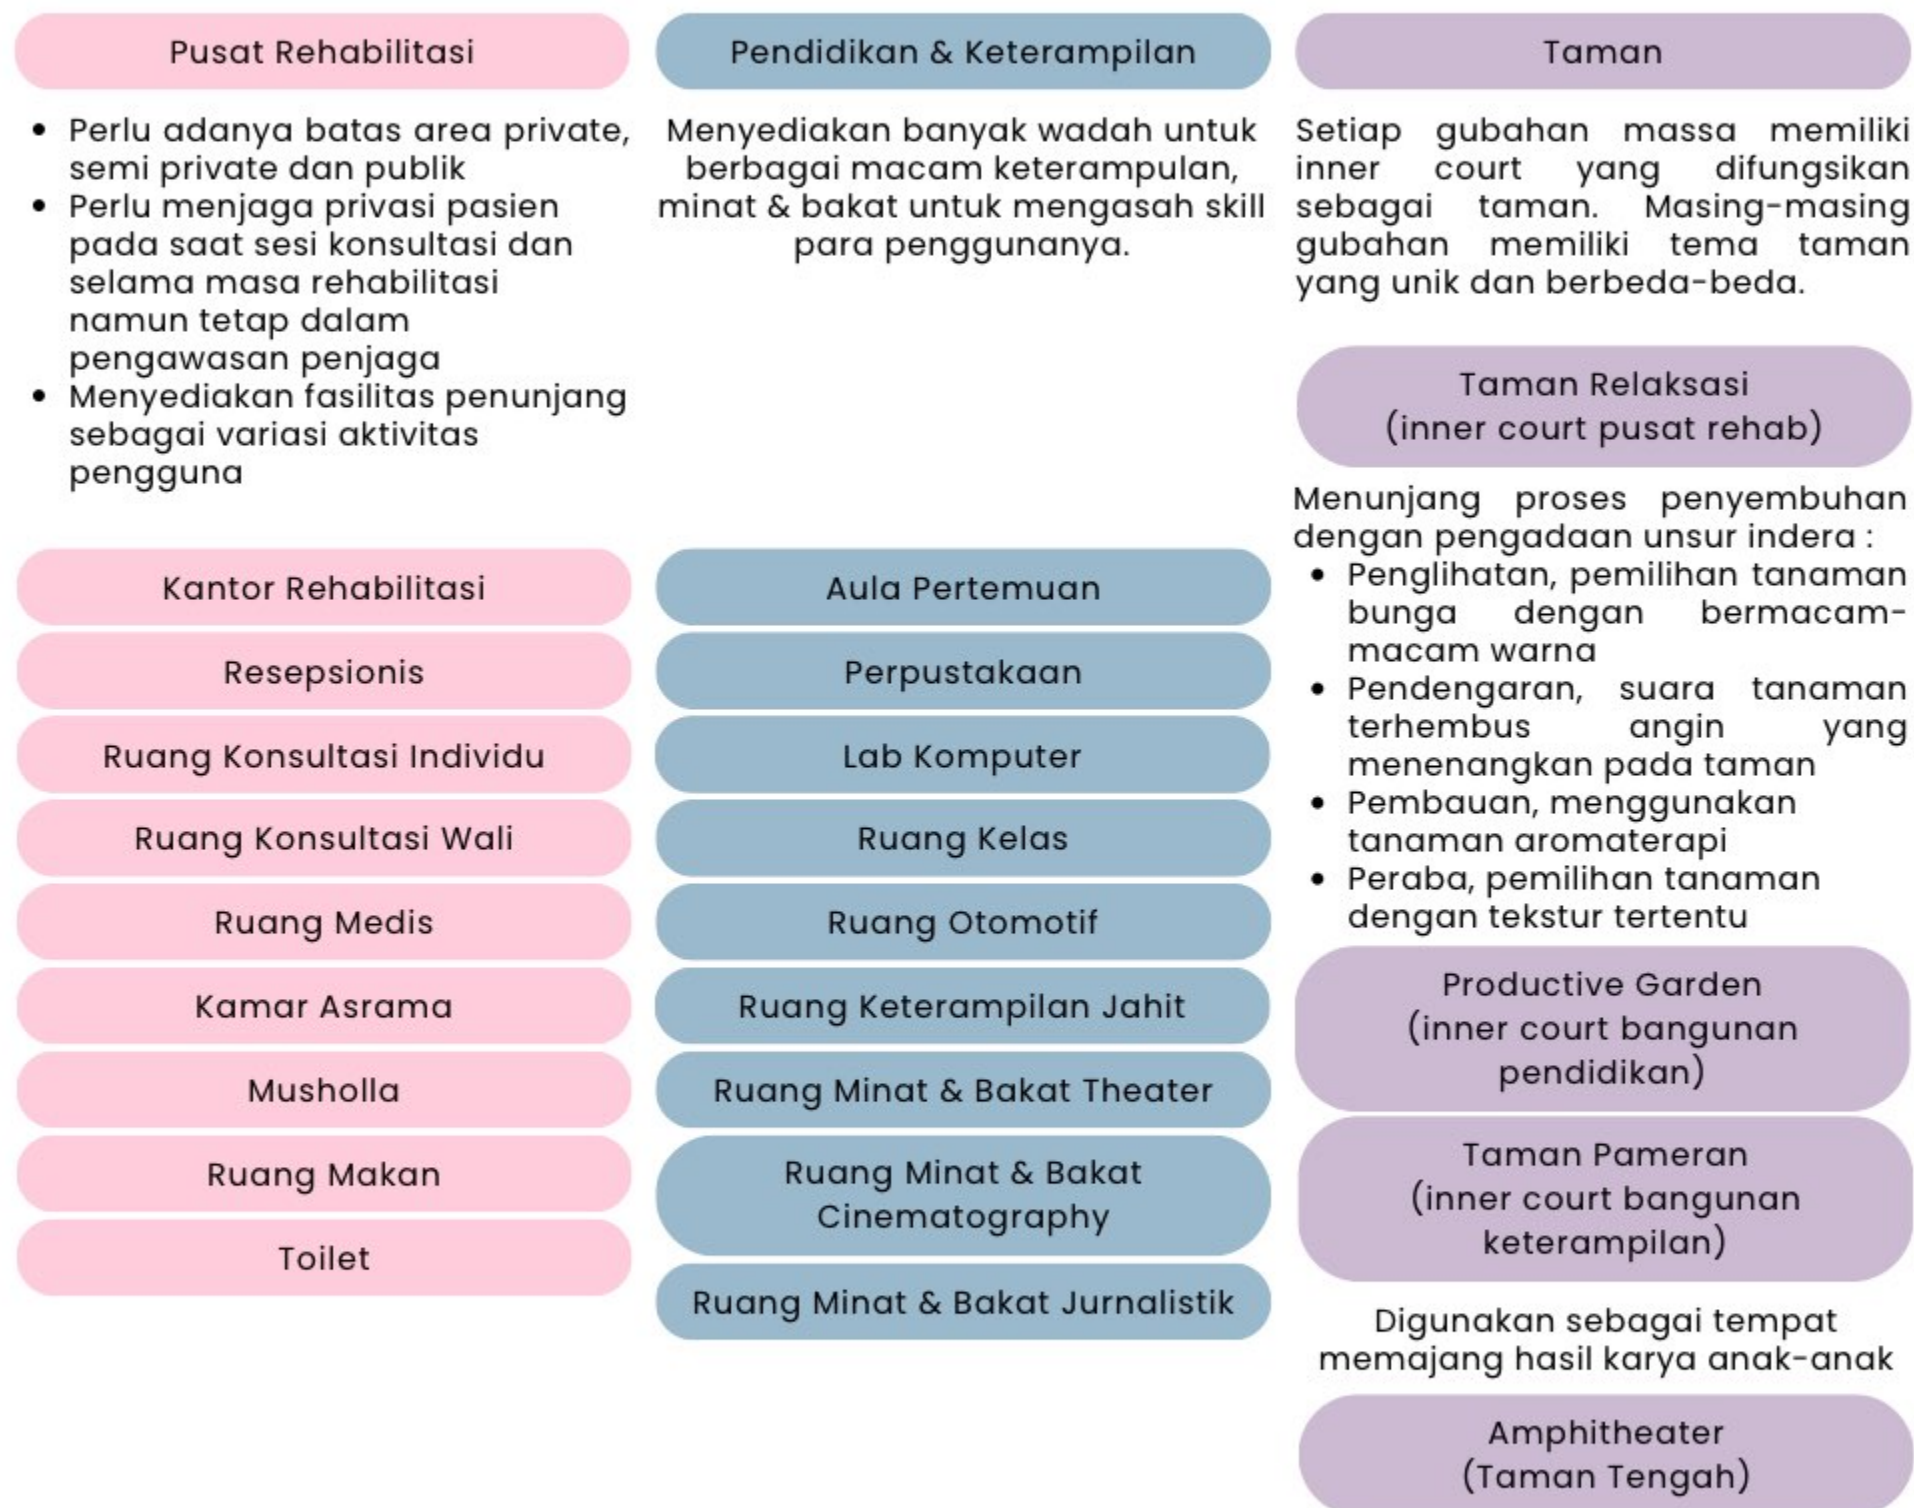 Pusat Rehabilitasi
• Perlu adanya batas area private,
semi private dan publik
• Perlu menjaga privasi pasien
pada saat sesi konsultasi dan
selama masa rehabilitasi
namun tetap dalam
pengawasan penjaga
• Menyediakan fasilitas penunjang
sebagai variasi aktivitas
pengguna
Kantor Rehabilitasi
Resepsionis
Ruang Konsultasi Individu
Ruang Konsultasi Wali
Ruang Medis
Kamar Asrama
Musholla
Ruang Makan
Toilet
Pendidikan & Keterampilan
Menyediakan banyak wadah untuk
berbagai macam keterampulan,
minat & bakat untuk mengasah skill
para penggunanya.
Aula Pertemuan
Perpustakaan
Lab Komputer
Ruang Kelas
Ruang Otomotif
Ruang Keterampilan Jahit
Ruang Minat & Bakat Theater
Ruang Minat & Bakat
Cinematography
Ruang Minat & Bakat Jurnalistik
Taman
Setiap gubahan massa memiliki
inner court yang difungsikan
sebagai taman. Masing-masing
gubahan memiliki tema taman
yang unik dan berbeda-beda.
Taman Relaksasi
(inner court pusat rehab)
Menunjang proses penyembuhan
dengan pengadaan unsur indera :
• Penglihatan, pemilihan tanaman
bunga dengan bermacam-
macam warna
• Pendengaran, suara tanaman
terhembus angin yang
menenangkan pada taman
• Pembauan, menggunakan
tanaman aromaterapi
• Peraba, pemilihan tanaman
dengan tekstur tertentu
Productive Garden
(inner court bangunan
pendidikan)
Taman Pameran
(inner court bangunan
keterampilan)
Digunakan sebagai tempat
memajang hasil karya anak-anak
Amphitheater
(Taman Tengah)